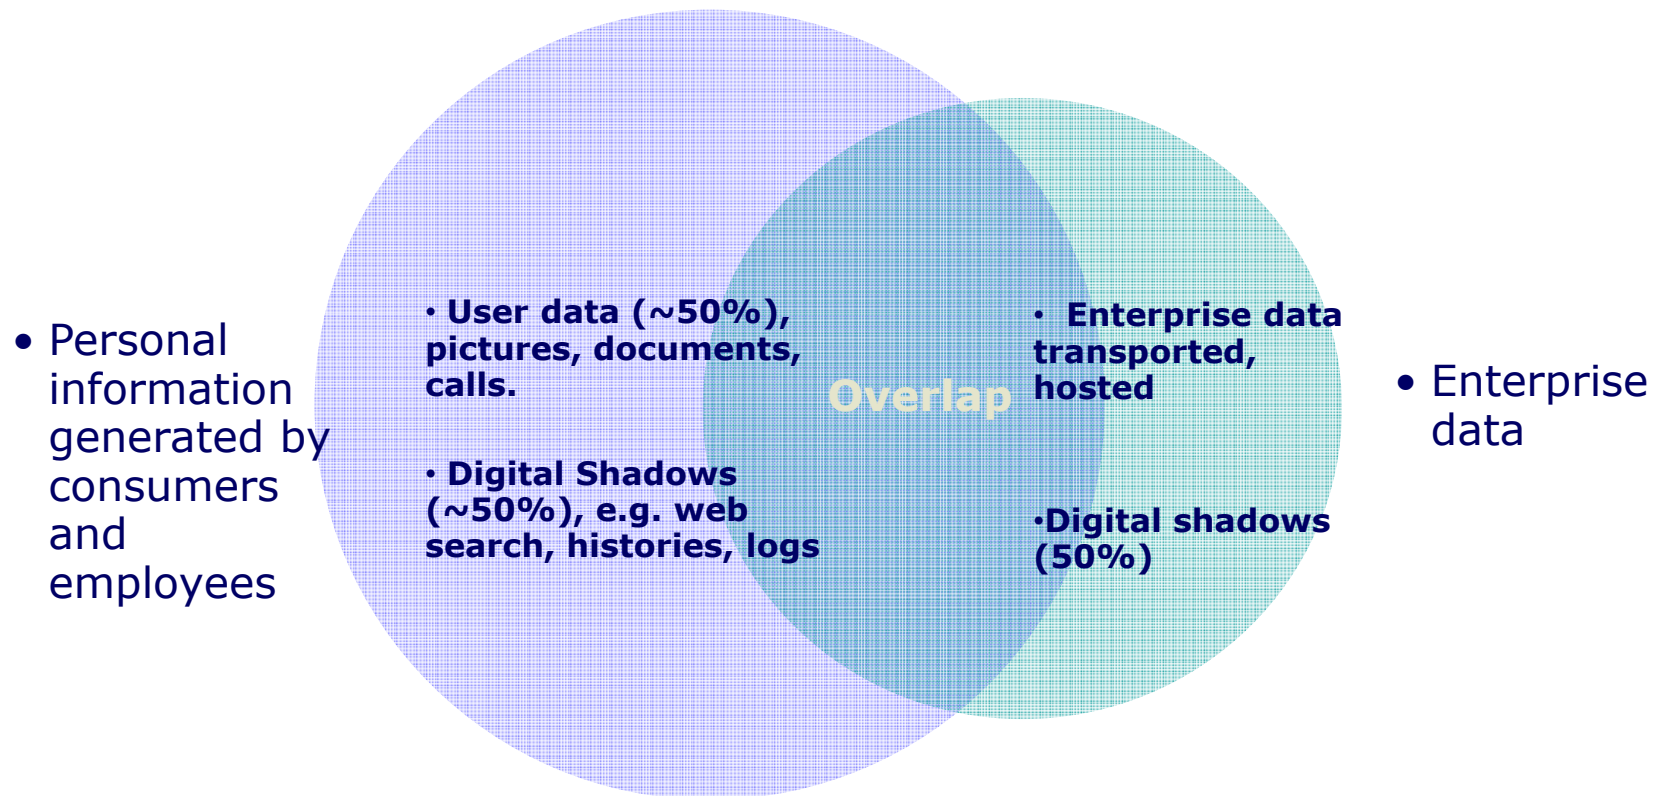 • Personal
information
generated by
consumers
and
employees
• User data (~50%),
pictures, documents,
calls.
• Digital Shadows
(~50%), e.g. web
search, histories, logs
Overlap
• Enterprise data
transported,
hosted
•Digital shadows
(50%)
• Enterprise
data